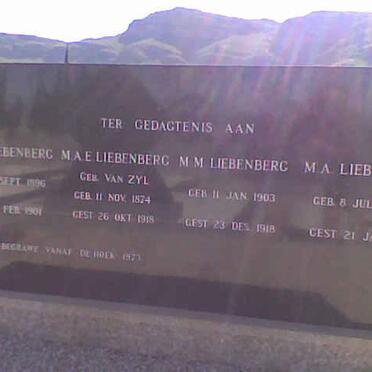 TER GEDAGTENIS AAN
EBENBERG M.A.E LIEBENBERG M M LIEBENBERG M.A. LIEB
SEPT 1896 GEB. VAN ZYL GEB 11 JAN. 1903 GEB. 8 JUL
FEB. 1901 GEB. 11 NOV. 1874 GEST 23 DES. 1918 GEST 21 J
GEST 26 OKT 1918
BEGRAWE VANAF DE HOEK 1973